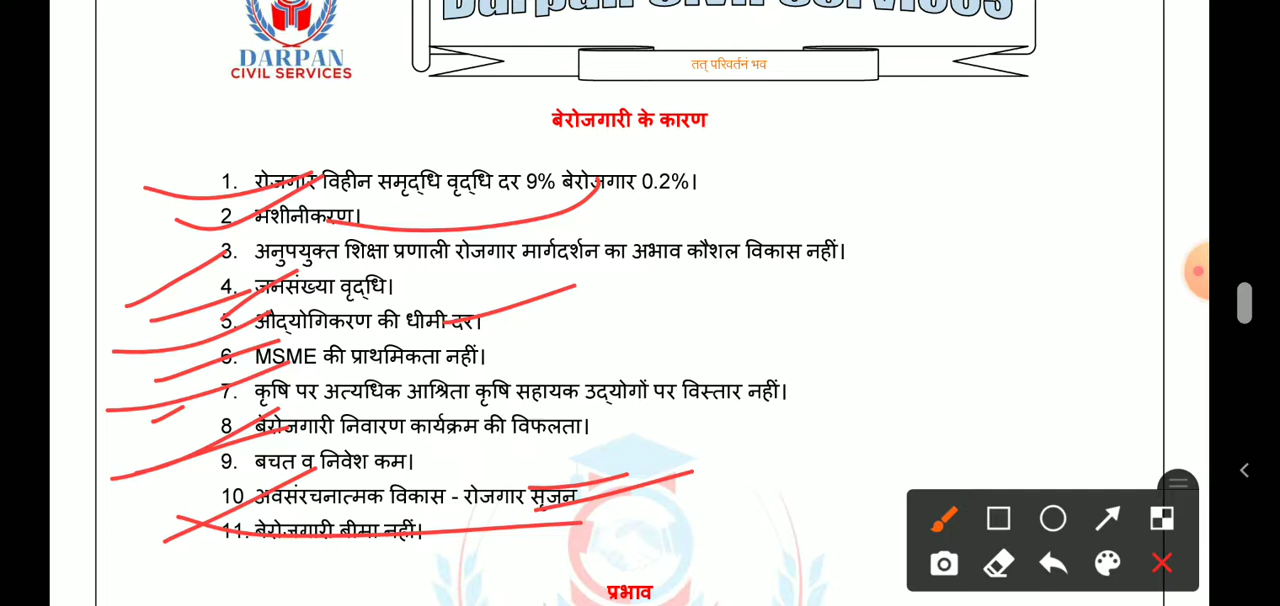 Darpan Civil Services
DARPAN
CIVIL SERVICES
तत् परिवर्तनं भव
बेरोजगारी के कारण
1. रोजगार विहीन समृद्धि वृद्धि दर 9% बेरोजगार 0.2%।
2. मशीनीकरण।
3. अनुपयुक्त शिक्षा प्रणाली रोजगार मार्गदर्शन का अभाव कौशल विकास नहीं।
4. जनसंख्या वृद्धि।
5. औद्योगिकरण की धीमी दर।
6. MSME की प्राथमिकता नहीं।
7. कृषि पर अत्यधिक आश्रिता कृषि सहायक उद्योगों पर विस्तार नहीं।
8 बेरोजगारी निवारण कार्यक्रम की विफलता।
9. बचत व निवेश कम।
10. अवसंरचनात्मक विकास - रोजगार सृजन
11. बेरोजगारी बीमा नहीं।
प्रभाव